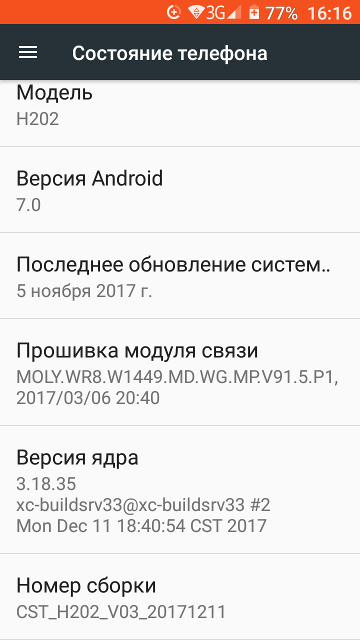 3G 77% 16:16
Состояние телефона
Модель
H202
Версия Android
7.0
Последнее обновление систем..
5 ноября 2017 г.
Прошивка модуля связи
MOLY.WR8.W1449.MD.WG.MP.V91.5.P1,
2017/03/06 20:40
Версия ядра
3.18.35
xc-buildsrv33@xc-buildsrv33 #2
Mon Dec 11 18:40:54 CST 2017
Номер сборки
CST_H202_V03_20171211